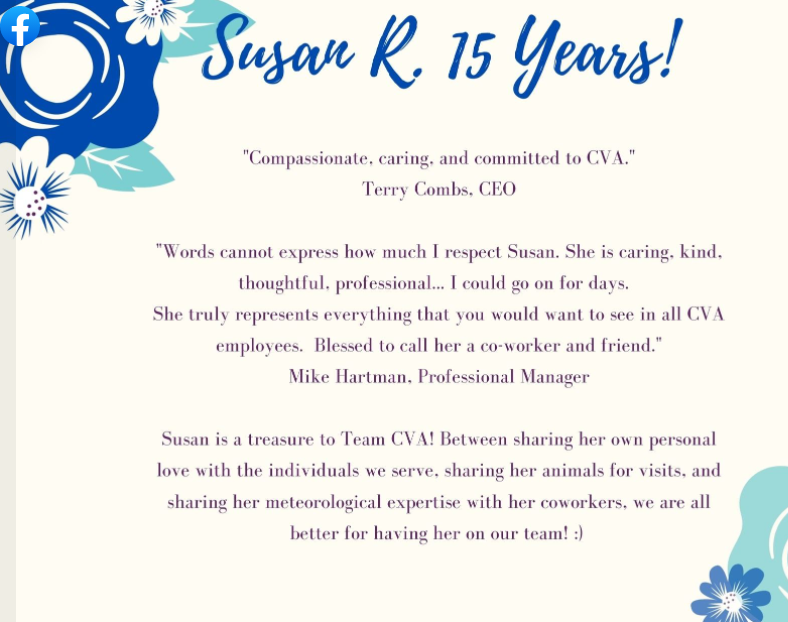 Susan R. 15 Years!
"Compassionate, caring, and committed to CVA."
Terry Combs, CEO
"Words cannot express how much I respect Susan. She is caring, kind,
thoughtful, professional... I could go on for days.
She truly represents everything that you would want to see in all CVA
employees.  Blessed to call her a co-worker and friend."
Mike Hartman, Professional Manager
Susan is a treasure to Team CVA! Between sharing her own personal
love with the individuals we serve, sharing her animals for visits, and
sharing her meteorological expertise with her coworkers, we are all
better for having her on our team! :)